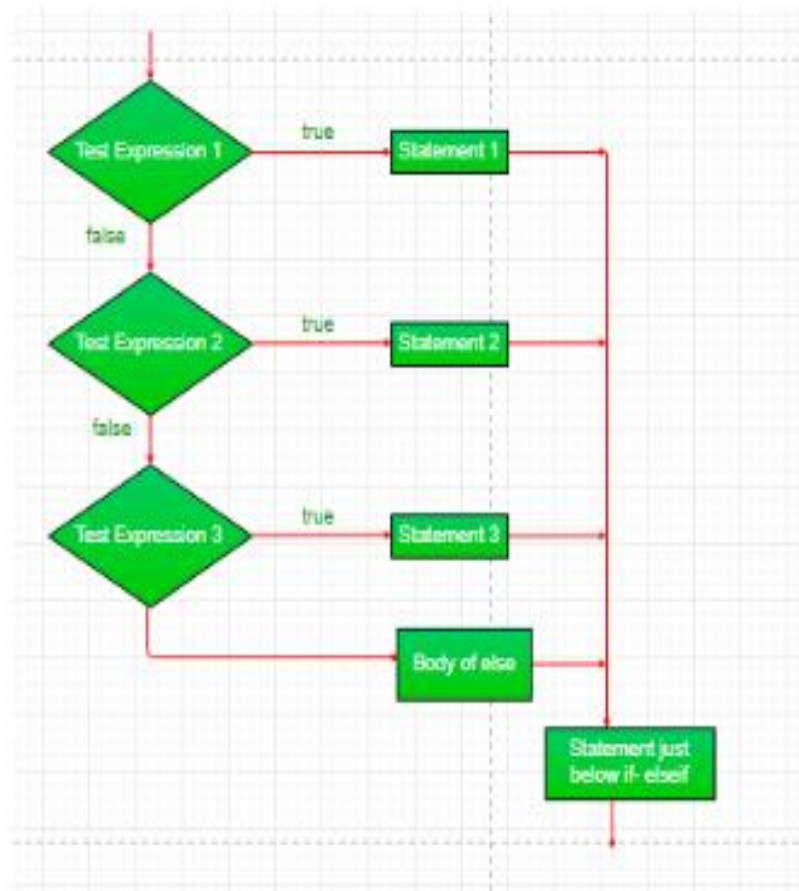 true
Test Expression 1
Statement 1
false
true
Test Expression 2
Statement 2
false
true
Test Expression 3
Statement 3
Body of else
Statement just
below if- elseif